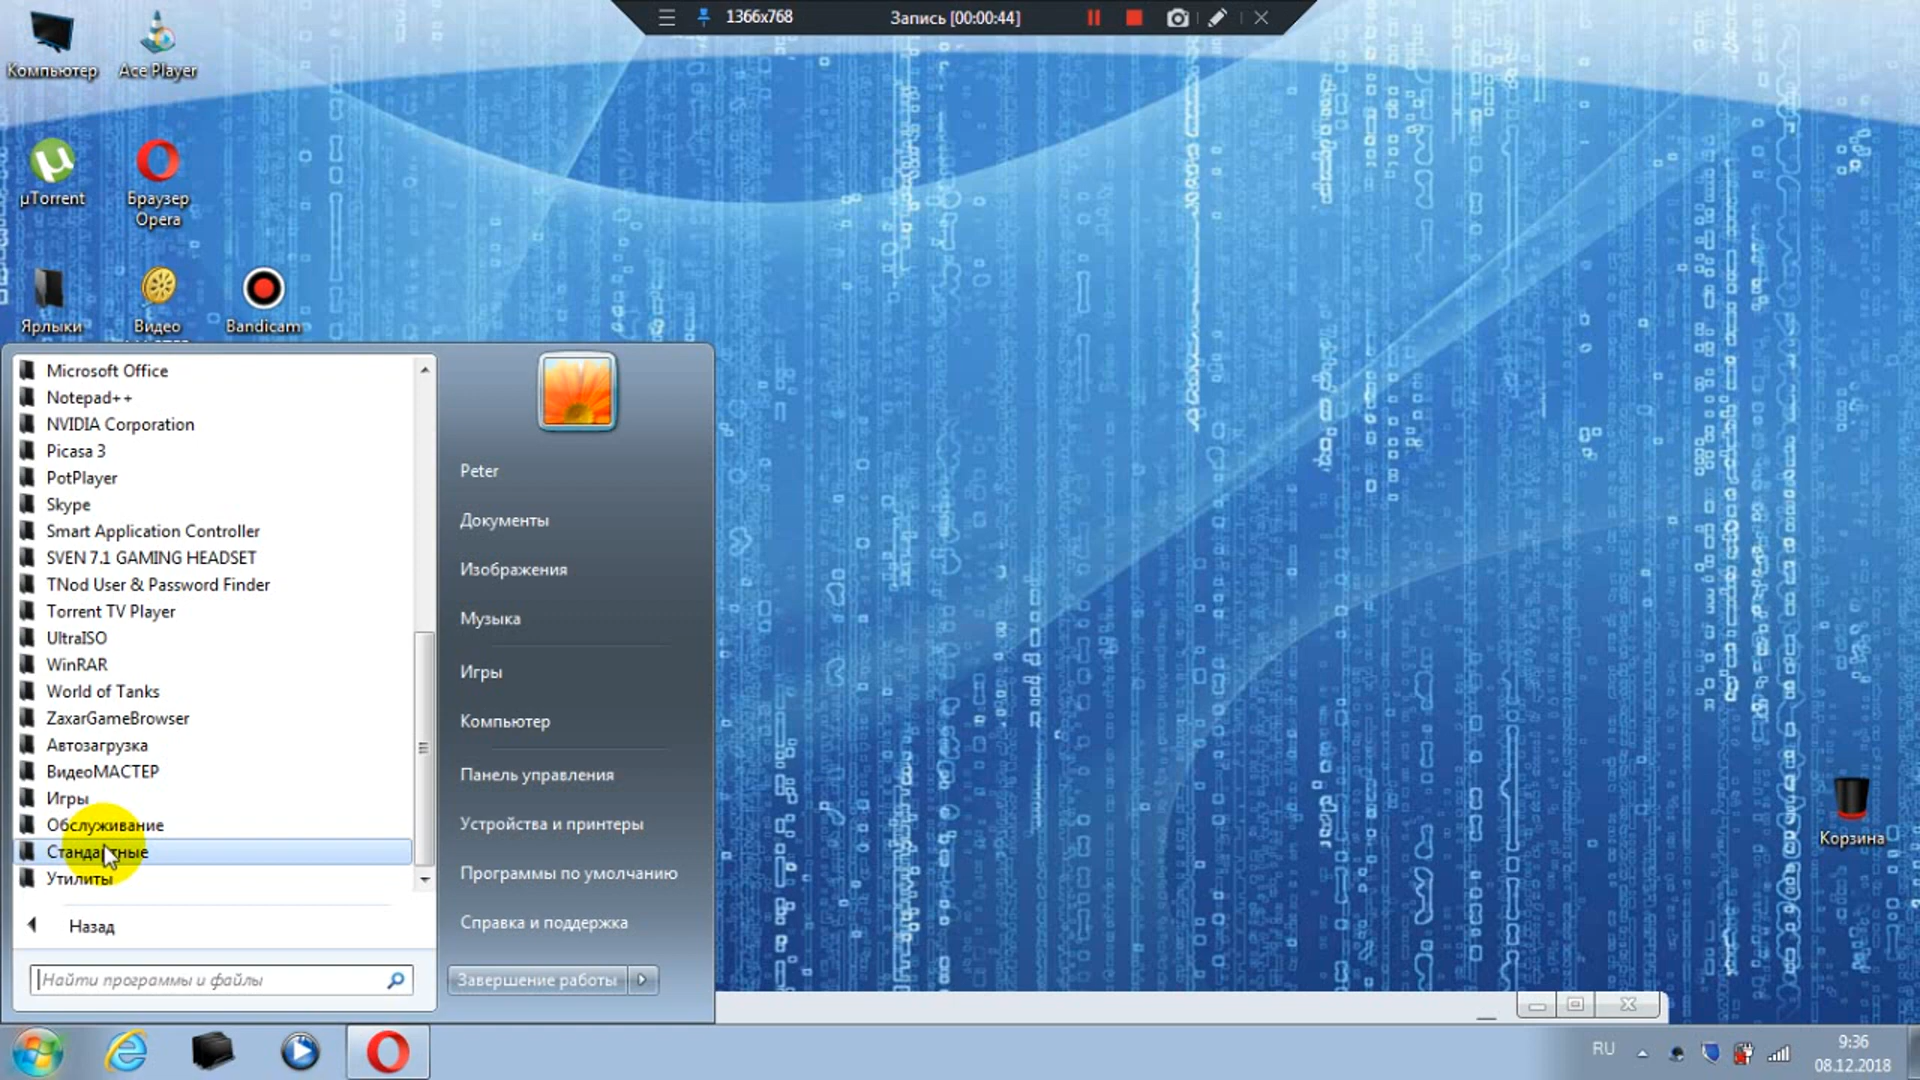 1366x768
Запись [00:00:44]
Компьютер
Ace Player
µTorrent
Браузер
Opera
Ярлыки
Видео
Bandicam
Microsoft Office
Notepad++
NVIDIA Corporation
Picasa 3
PotPlayer
Skype
Smart Application Controller
SVEN 7.1 GAMING HEADSET
TNod User & Password Finder
Torrent TV Player
UltraISO
WinRAR
World of Tanks
ZaxarGameBrowser
Автозагрузка
ВидеоМАСТЕР
Игры
Обслуживание
Стандартные
Утилиты
Назад
Найти программы и файлы
Peter
Документы
Изображения
Музыка
Игры
Компьютер
Панель управления
Устройства и принтеры
Программы по умолчанию
Справка и поддержка
Завершение работы
Корзина
RU
9:36
08.12.2018